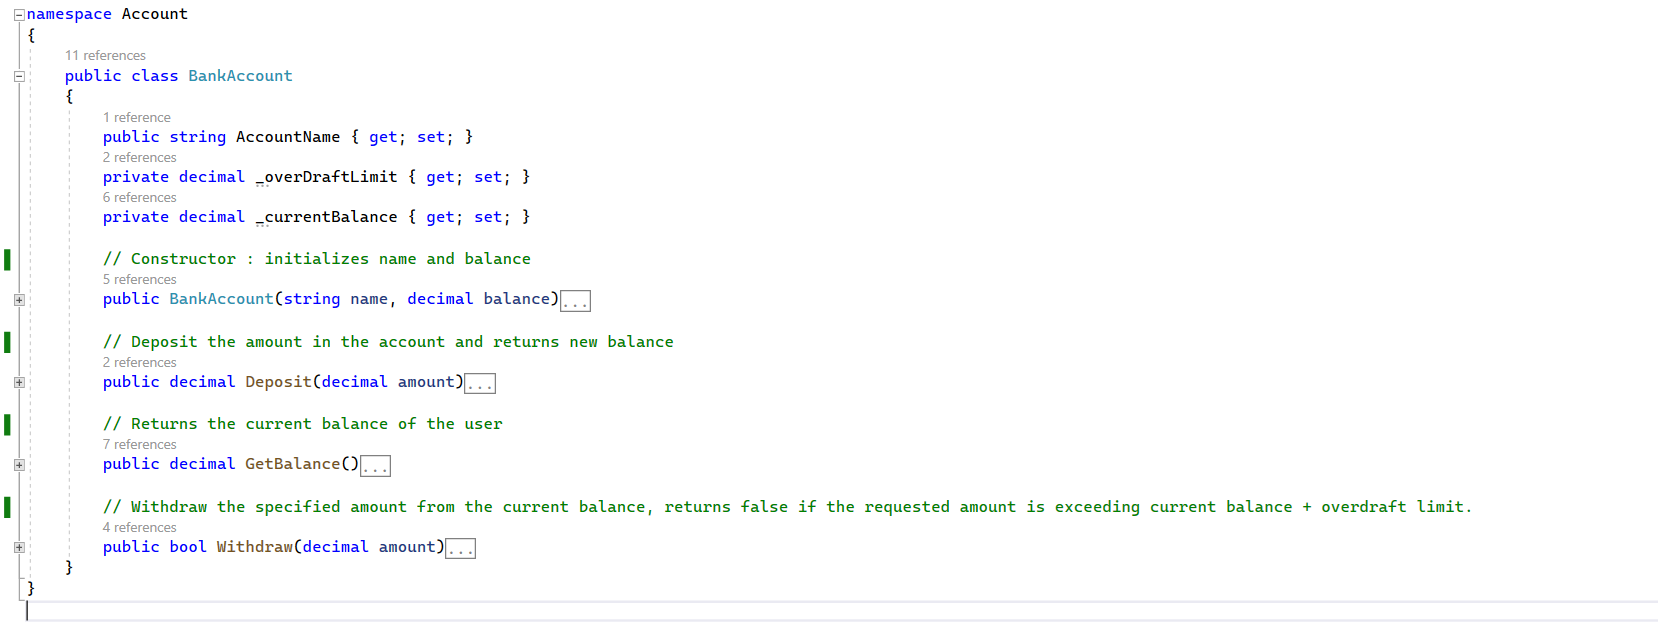 namespace Account
{
11 references
public class BankAccount
{
1 reference
public string AccountName { get; set; }
2 references
private decimal _overDraftLimit { get; set; }
6 references
private decimal _currentBalance { get; set; }
// Constructor : initializes name and balance
5 references
public BankAccount(string name, decimal balance)...
// Deposit the amount in the account and returns new balance
2 references
public decimal Deposit(decimal amount)...
// Returns the current balance of the user
7 references
public decimal GetBalance()...
// Withdraw the specified amount from the current balance, returns false if the requested amount is exceeding current balance + overdraft limit.
4 references
public bool Withdraw(decimal amount)...
}
}